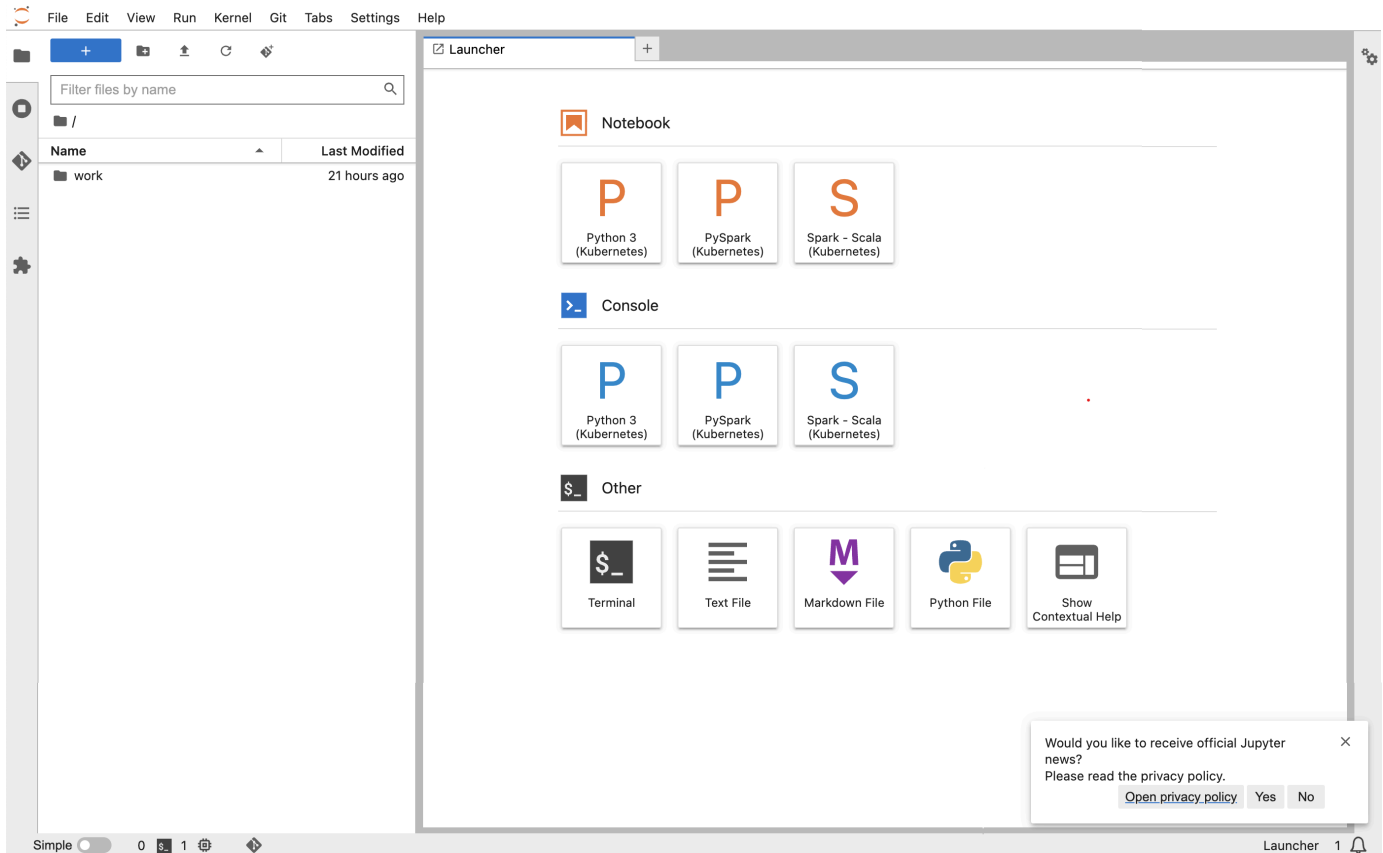 File Edit View Run Kernel Git Tabs Settings Help
+
Launcher
+
Filter files by name
/
Name Last Modified
work 21 hours ago
Notebook
P P S
Python 3 (Kubernetes)
PySpark (Kubernetes)
Spark - Scala (Kubernetes)
Console
P P S
Python 3 (Kubernetes)
PySpark (Kubernetes)
Spark - Scala (Kubernetes)
$_ Other
$_ M
Terminal
Text File
Markdown File
Python File
Show Contextual Help
Would you like to receive official Jupyter
news?
Please read the privacy policy.
Open privacy policy Yes No
Simple 0 $_ 1 Launcher 1